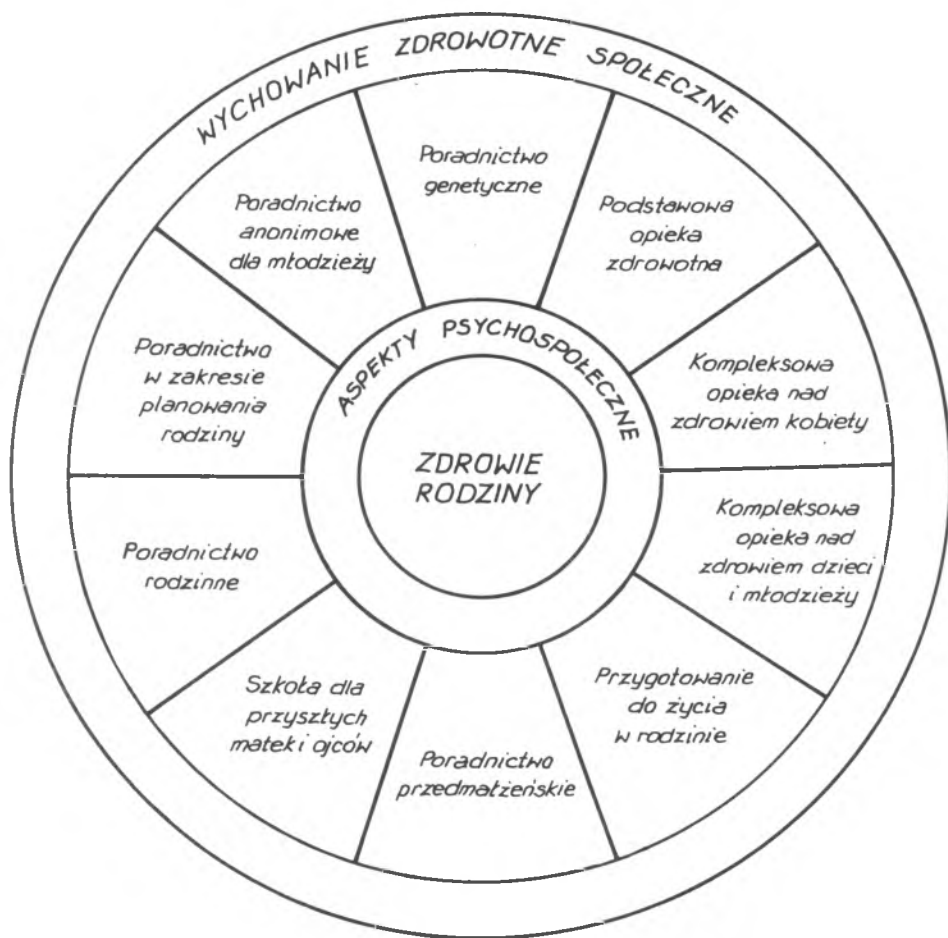 WYCHOWANIE ZDROWOTNE SPOŁECZNE
Poradnictwo
genetyczne
Podstawowa
opieka
zdrowotna
Kompleksowa
opieka nad
zdrowiem kobiety
Kompleksowa
opieka nad
zdrowiem dzieci
i młodzieży
Przygotowanie
do życia
w rodzinie
Poradnictwo
przedmałżeńskie
Szkoła dla
przyszłych
matek i ojców
Poradnictwo
rodzinne
Poradnictwo
w zakresie
planowania
rodziny
Poradnictwo
anonimowe
dla młodzieży
ASPEKTY PSYCHOSPOŁECZNE
ZDROWIE
RODZINY